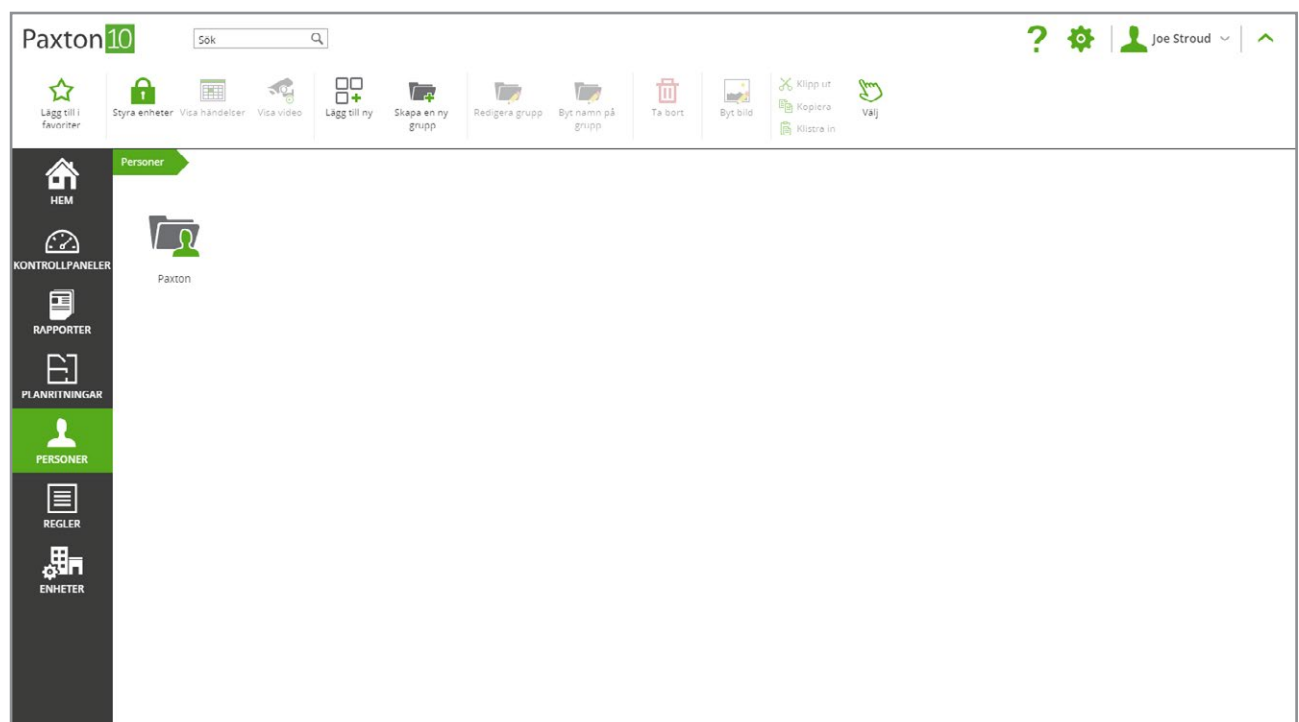 Paxton10
Sök
? Joe Stroud
Lägg till i
favoriter
Styra enheter
Visa händelser
Visa video
Lägg till ny
Skapa en ny
grupp
Redigera grupp
Byt namn på
grupp
Ta bort
Byt bild
Klipp ut
Kopiera
Klistra in
Välj
HEM
KONTROLLPANELER
RAPPORTER
PLANRITNINGAR
PERSONER
REGLER
ENHETER
Personer
Paxton